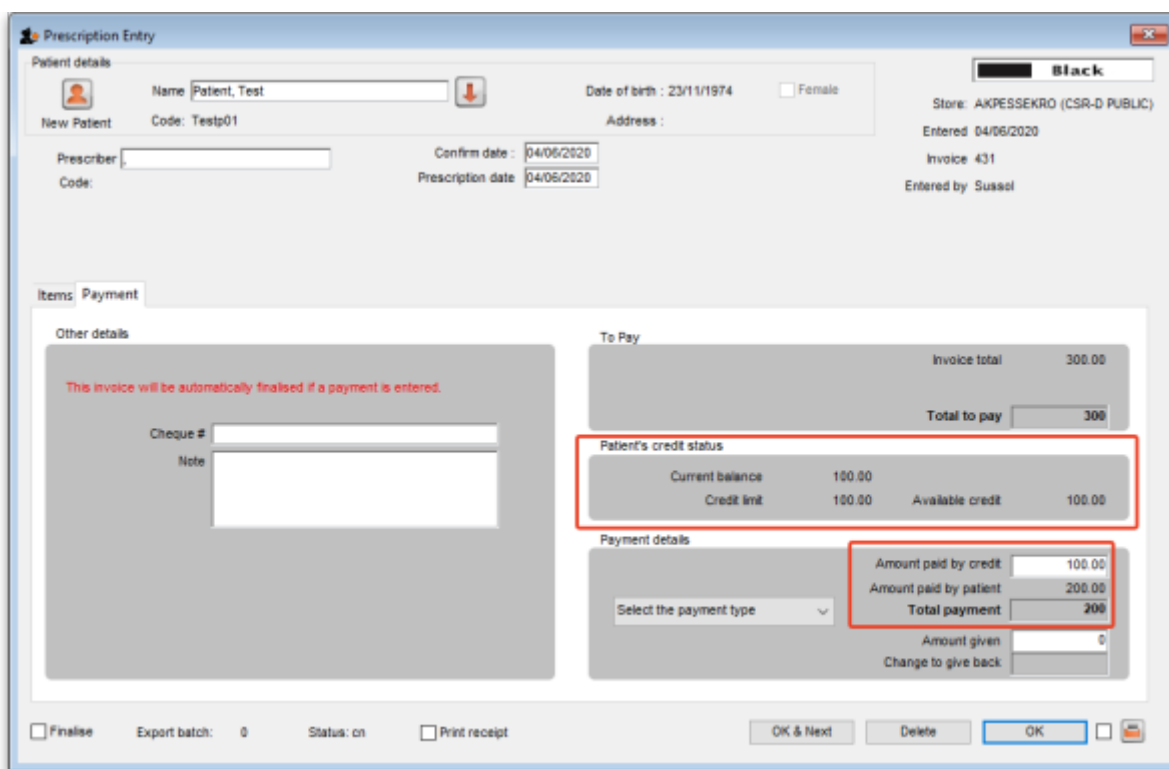 Prescription Entry
Patient details
New Patient
Name Patient, Test
Code: Testp01
Date of birth : 23/11/1974
Female
Address :
Black
Store: AKPESSEKRO (CSR-D PUBLIC)
Entered 04/06/2020
Invoice 431
Entered by Sussol
Prescriber ,
Code:
Confirm date : 04/06/2020
Prescription date 04/06/2020
Items Payment
Other details
This invoice will be automatically finalised if a payment is entered.
Cheque #
Note
To Pay
Invoice total 300.00
Total to pay 300
Patient's credit status
Current balance 100.00
Credit limit 100.00 Available credit 100.00
Payment details
Select the payment type
Amount paid by credit 100.00
Amount paid by patient 200.00
Total payment 200
Amount given 0
Change to give back
Finalise Export batch: 0 Status: cn Print receipt OK & Next Delete OK